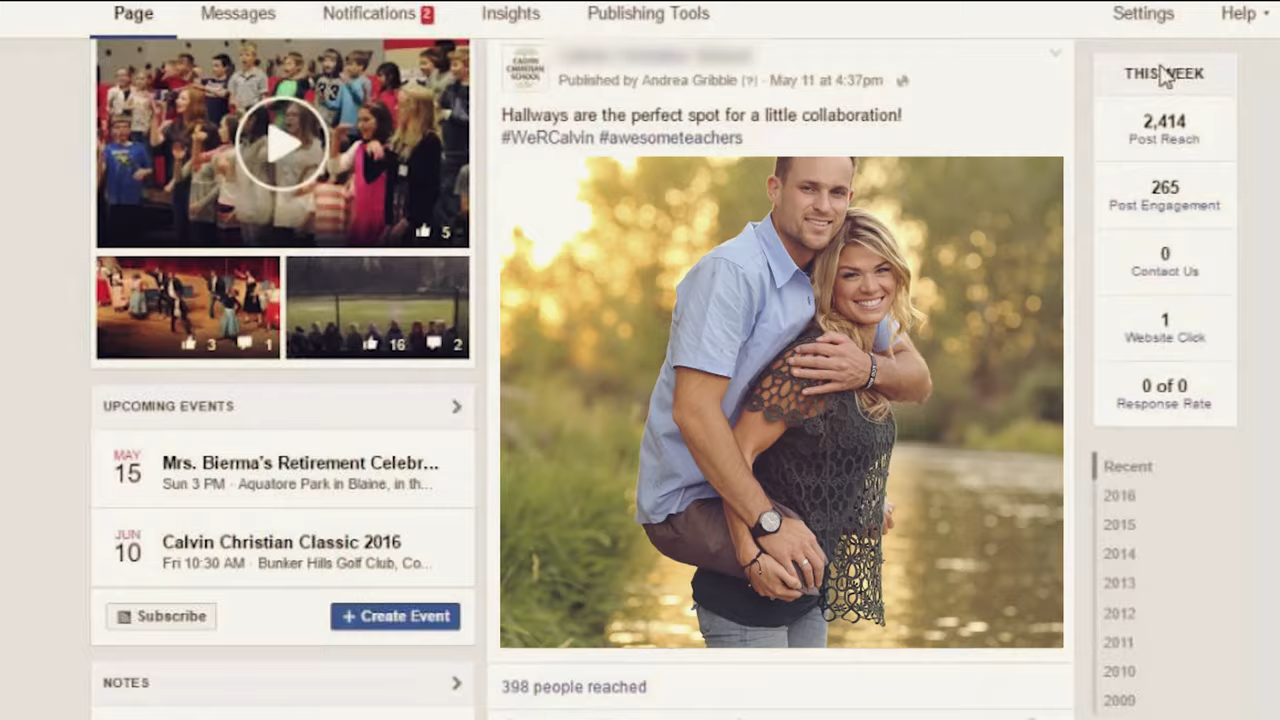 Page Messages Notifications 2 Insights Publishing Tools Settings Help
5
3 1
16 2
UPCOMING EVENTS
MAY
15
Mrs. Bierma's Retirement Celebr...
Sun 3 PM · Aquatore Park in Blaine, in th...
JUN
10
Calvin Christian Classic 2016
Fri 10:30 AM · Bunker Hills Golf Club, Co...
Subscribe
+ Create Event
NOTES
CALVIN
CHRISTIAN
SCHOOL
Published by Andrea Gribble [?] · May 11 at 4:37pm
Hallways are the perfect spot for a little collaboration!
#WeRCalvin #awesometeachers
398 people reached
THIS WEEK
2,414
Post Reach
265
Post Engagement
0
Contact Us
1
Website Click
0 of 0
Response Rate
Recent
2016
2015
2014
2013
2012
2011
2010
2009